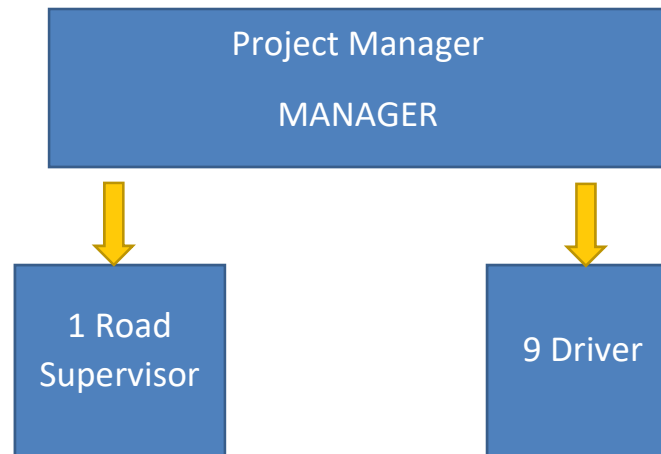 Project Manager
MANAGER
1 Road
Supervisor
9 Driver